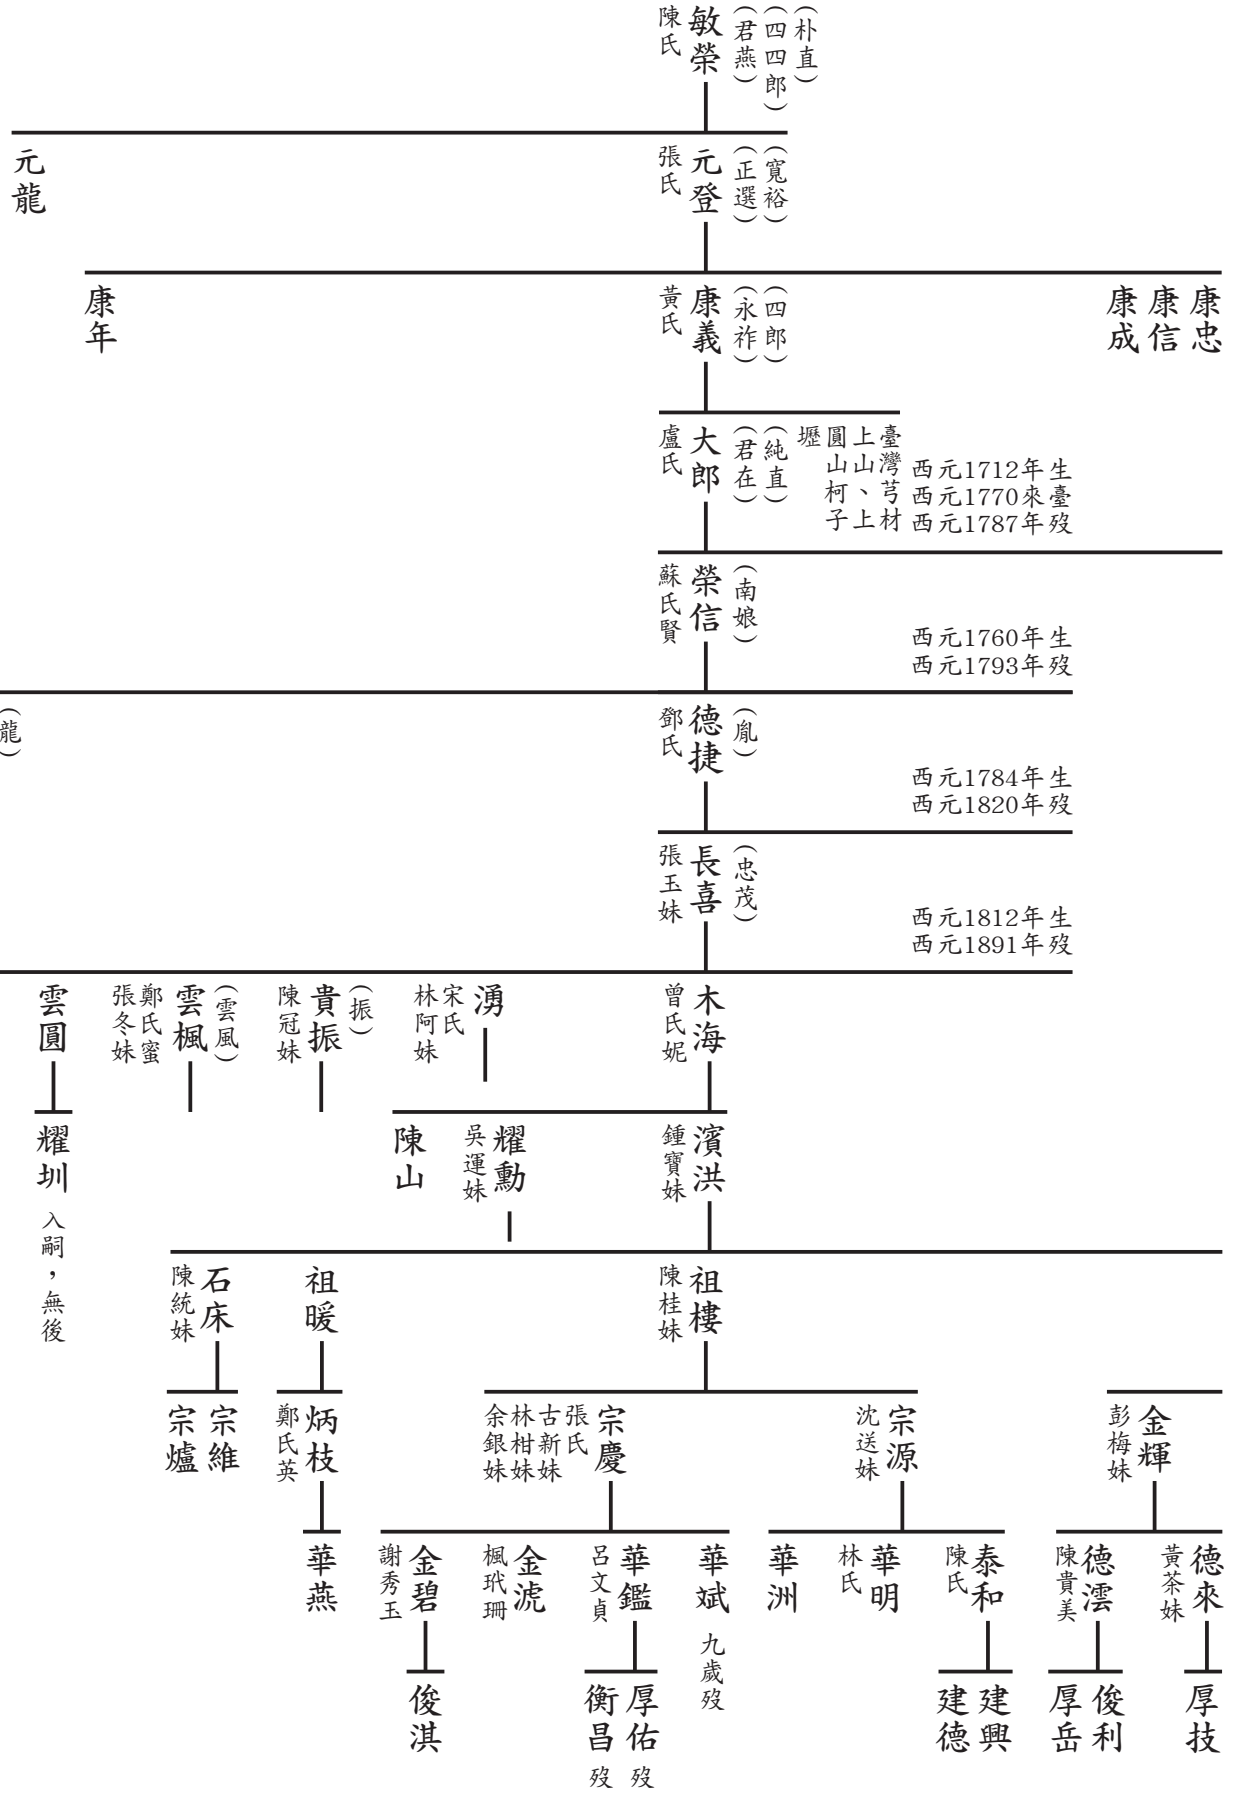 (朴直)
(四四郎)
(君燕)
敏榮
陳氏
(寬裕)
(正選)
元登
張氏
元龍
康忠
康信
康成
(四郎)
(永祚)
康義
黃氏
康年
西元1712年生
西元1770來臺
西元1787年歿
臺灣芎材
上山、上
圓山柯子
壢
(純直)
(君在)
大郎
盧氏
西元1760年生
西元1793年歿
(南娘)
榮信
蘇氏賢
西元1784年生
西元1820年歿
(胤)
德捷
鄧氏
(龍)
西元1812年生
西元1891年歿
(忠茂)
長喜
張玉妹
木海
曾氏妮
湧
宋氏
林阿妹
(振)
貴振
陳冠妹
(雲風)
雲楓
鄭氏蜜
張冬妹
雲圓
濱洪
鍾寶妹
耀勳
吳運妹
陳山
耀圳 入嗣，無後
祖樓
陳桂妹
祖暖
石床
陳統妹
金輝
彭梅妹
宗源
沈送妹
宗慶
張氏
古新妹
林柑妹
余銀妹
炳枝
鄭氏英
宗維
宗爐
德來
黃茶妹
德澐
陳貴美
泰和
陳氏
華明
林氏
華洲
華斌 九歲歿
華鑑
呂文貞
金淲
楓玳珊
金碧
謝秀玉
華燕
厚技
俊利
厚岳
建興
建德
厚佑 歿
衡昌 歿
俊淇